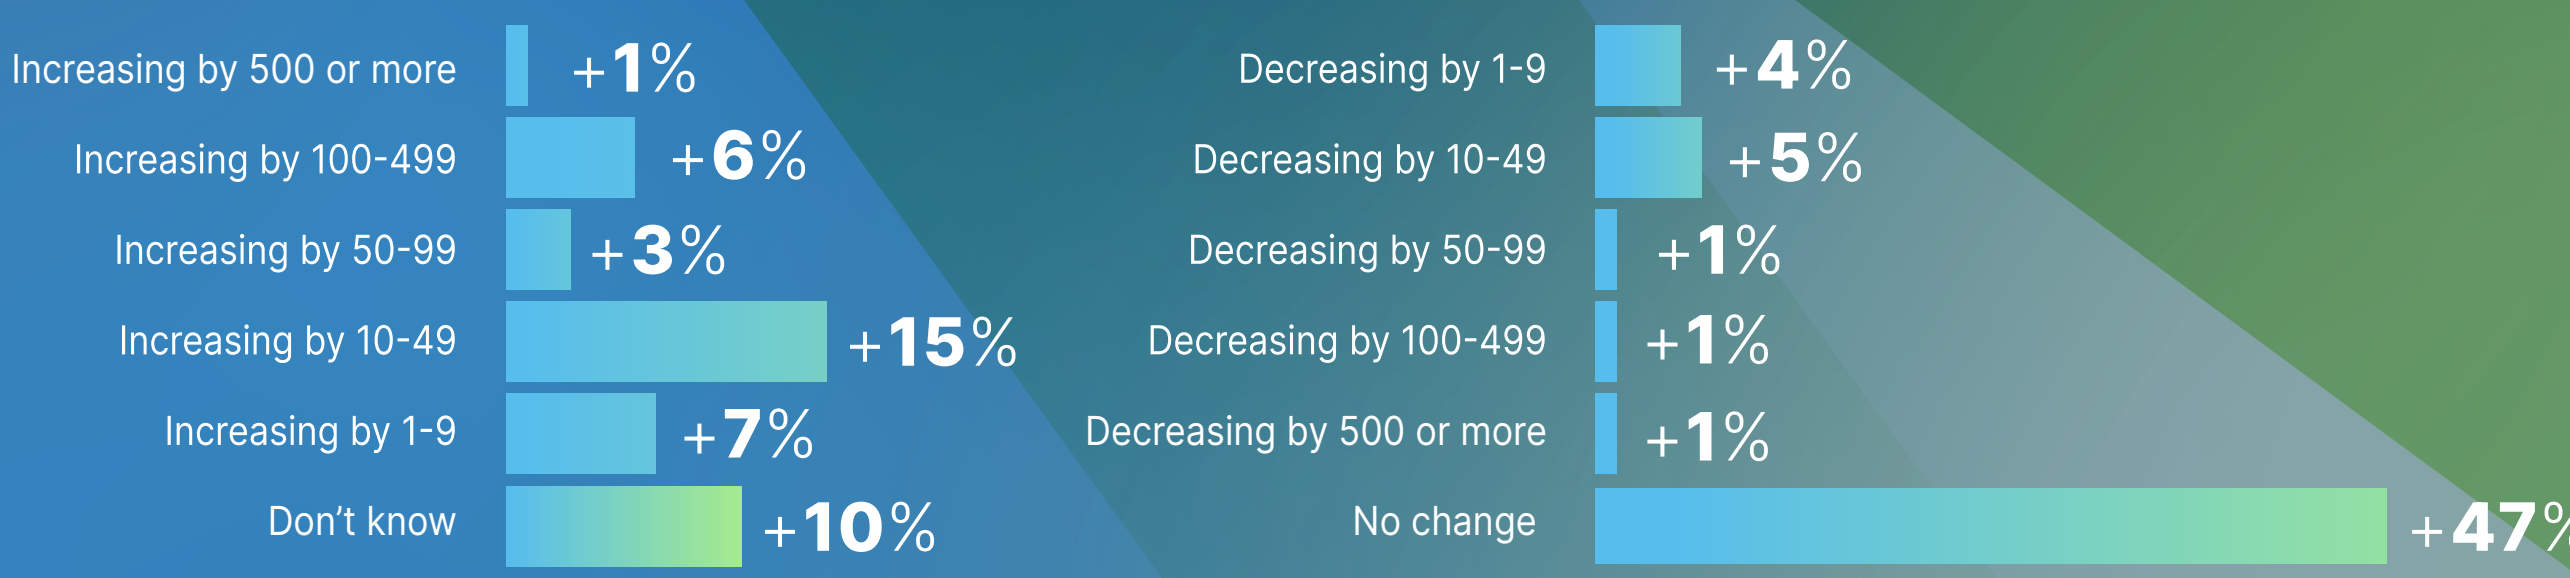 Increasing by 500 or more +1%
Increasing by 100-499 +6%
Increasing by 50-99 +3%
Increasing by 10-49 +15%
Increasing by 1-9 +7%
Don’t know +10%
Decreasing by 1-9 +4%
Decreasing by 10-49 +5%
Decreasing by 50-99 +1%
Decreasing by 100-499 +1%
Decreasing by 500 or more +1%
No change +47%